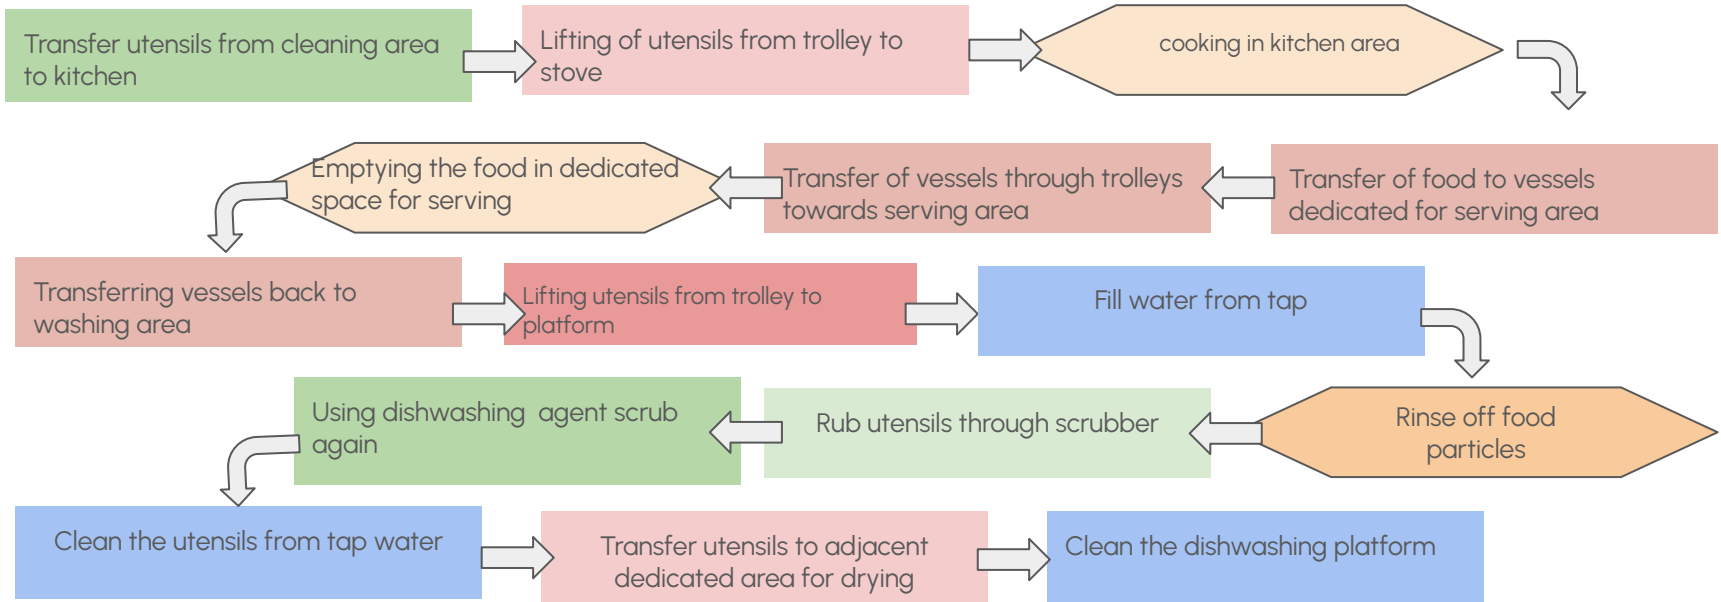 Transfer utensils from cleaning area
to kitchen
Lifting of utensils from trolley to
stove
cooking in kitchen area
Transfer of food to vessels
dedicated for serving area
Transfer of vessels through trolleys
towards serving area
Emptying the food in dedicated
space for serving
Transferring vessels back to
washing area
Lifting utensils from trolley to
platform
Fill water from tap
Rinse off food
particles
Rub utensils through scrubber
Using dishwashing  agent scrub
again
Clean the utensils from tap water
Transfer utensils to adjacent
dedicated area for drying
Clean the dishwashing platform